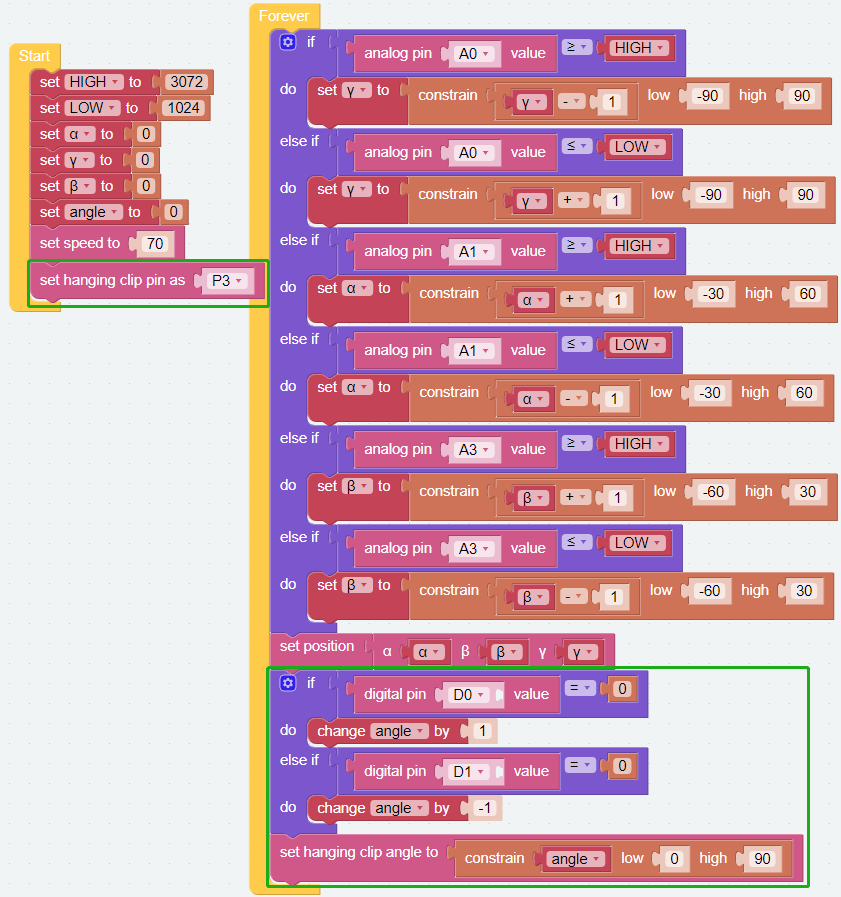 Start
set HIGH to 3072
set LOW to 1024
set α to 0
set γ to 0
set β to 0
set angle to 0
set speed to 70
set hanging clip pin as P3
Forever
if analog pin A0 value ≥ HIGH
do set γ to constrain γ - 1 low -90 high 90
else if analog pin A0 value ≤ LOW
do set γ to constrain γ + 1 low -90 high 90
else if analog pin A1 value ≥ HIGH
do set α to constrain α + 1 low -30 high 60
else if analog pin A1 value ≤ LOW
do set α to constrain α - 1 low -30 high 60
else if analog pin A3 value ≥ HIGH
do set β to constrain β + 1 low -60 high 30
else if analog pin A3 value ≤ LOW
do set β to constrain β - 1 low -60 high 30
set position α α β β γ γ
if digital pin D0 value = 0
do change angle by 1
else if digital pin D1 value = 0
do change angle by -1
set hanging clip angle to constrain angle low 0 high 90